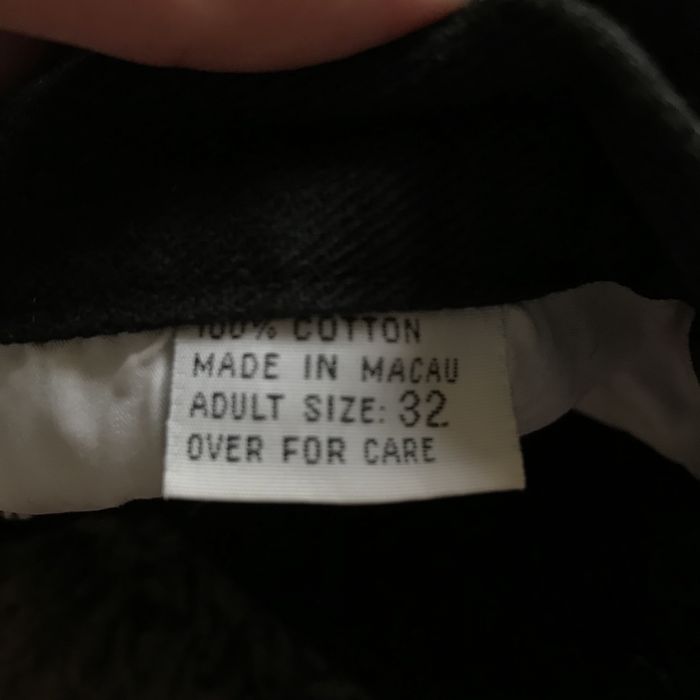 100% COTTON
MADE IN MACAU
ADULT SIZE: 32
OVER FOR CARE